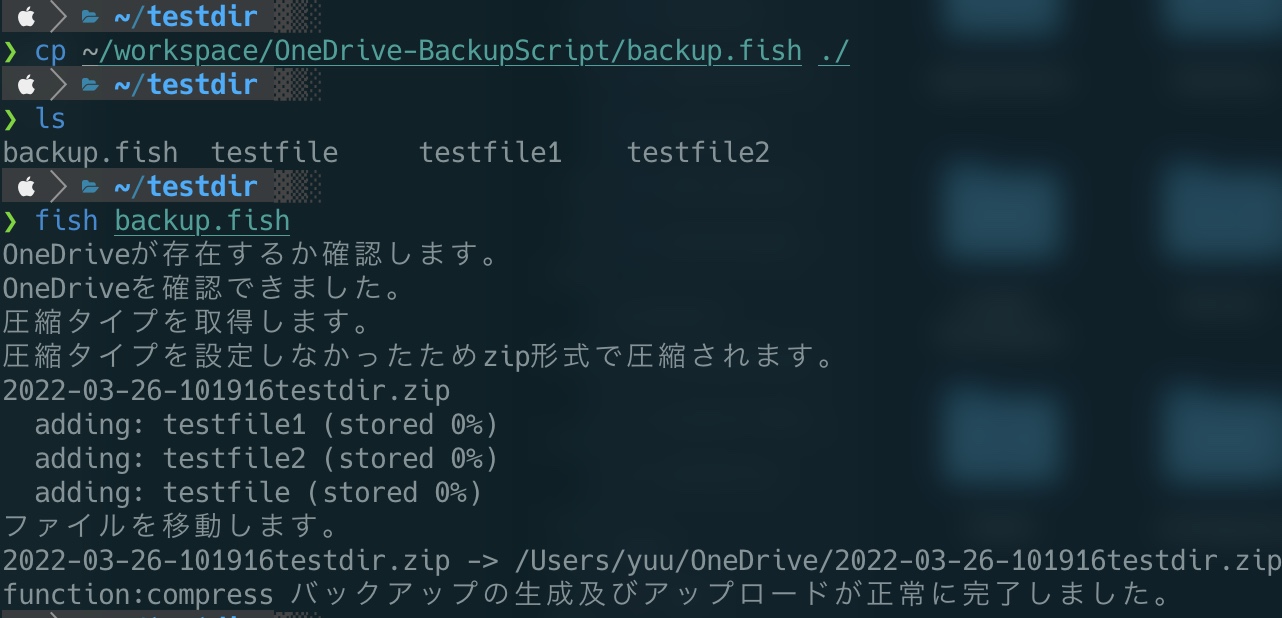 ~/testdir
❯ cp ~/workspace/OneDrive-BackupScript/backup.fish ./
~/testdir
❯ ls
backup.fish testfile testfile1 testfile2
~/testdir
❯ fish backup.fish
OneDriveが存在するか確認します。
OneDriveを確認できました。
圧縮タイプを取得します。
圧縮タイプを設定しなかったためzip形式で圧縮されます。
2022-03-26-101916testdir.zip
adding: testfile1 (stored 0%)
adding: testfile2 (stored 0%)
adding: testfile (stored 0%)
ファイルを移動します。
2022-03-26-101916testdir.zip -> /Users/yuu/OneDrive/2022-03-26-101916testdir.zip
function:compress バックアップの生成及びアップロードが正常に完了しました。